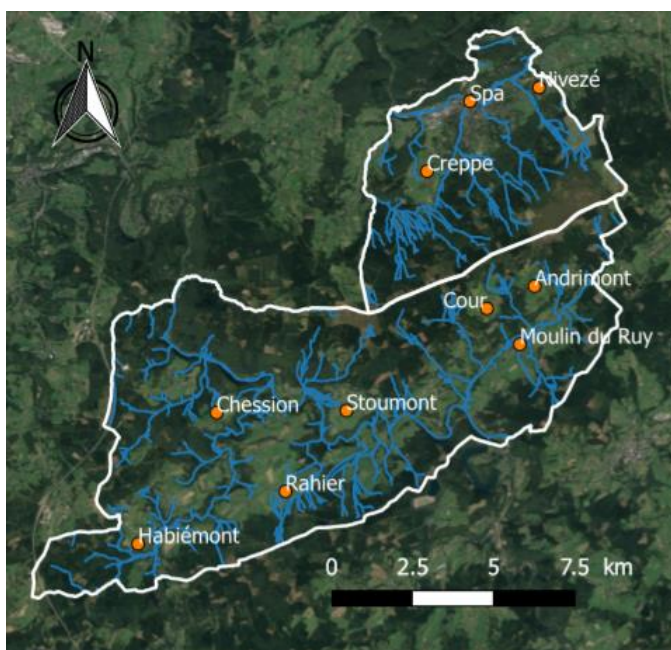 N
Spa
Nivezé
Creppe
Andrimont
Cour
Moulin du Ruy
Chession
Stoumont
Rahier
Habiémont
0 2.5 5 7.5 km